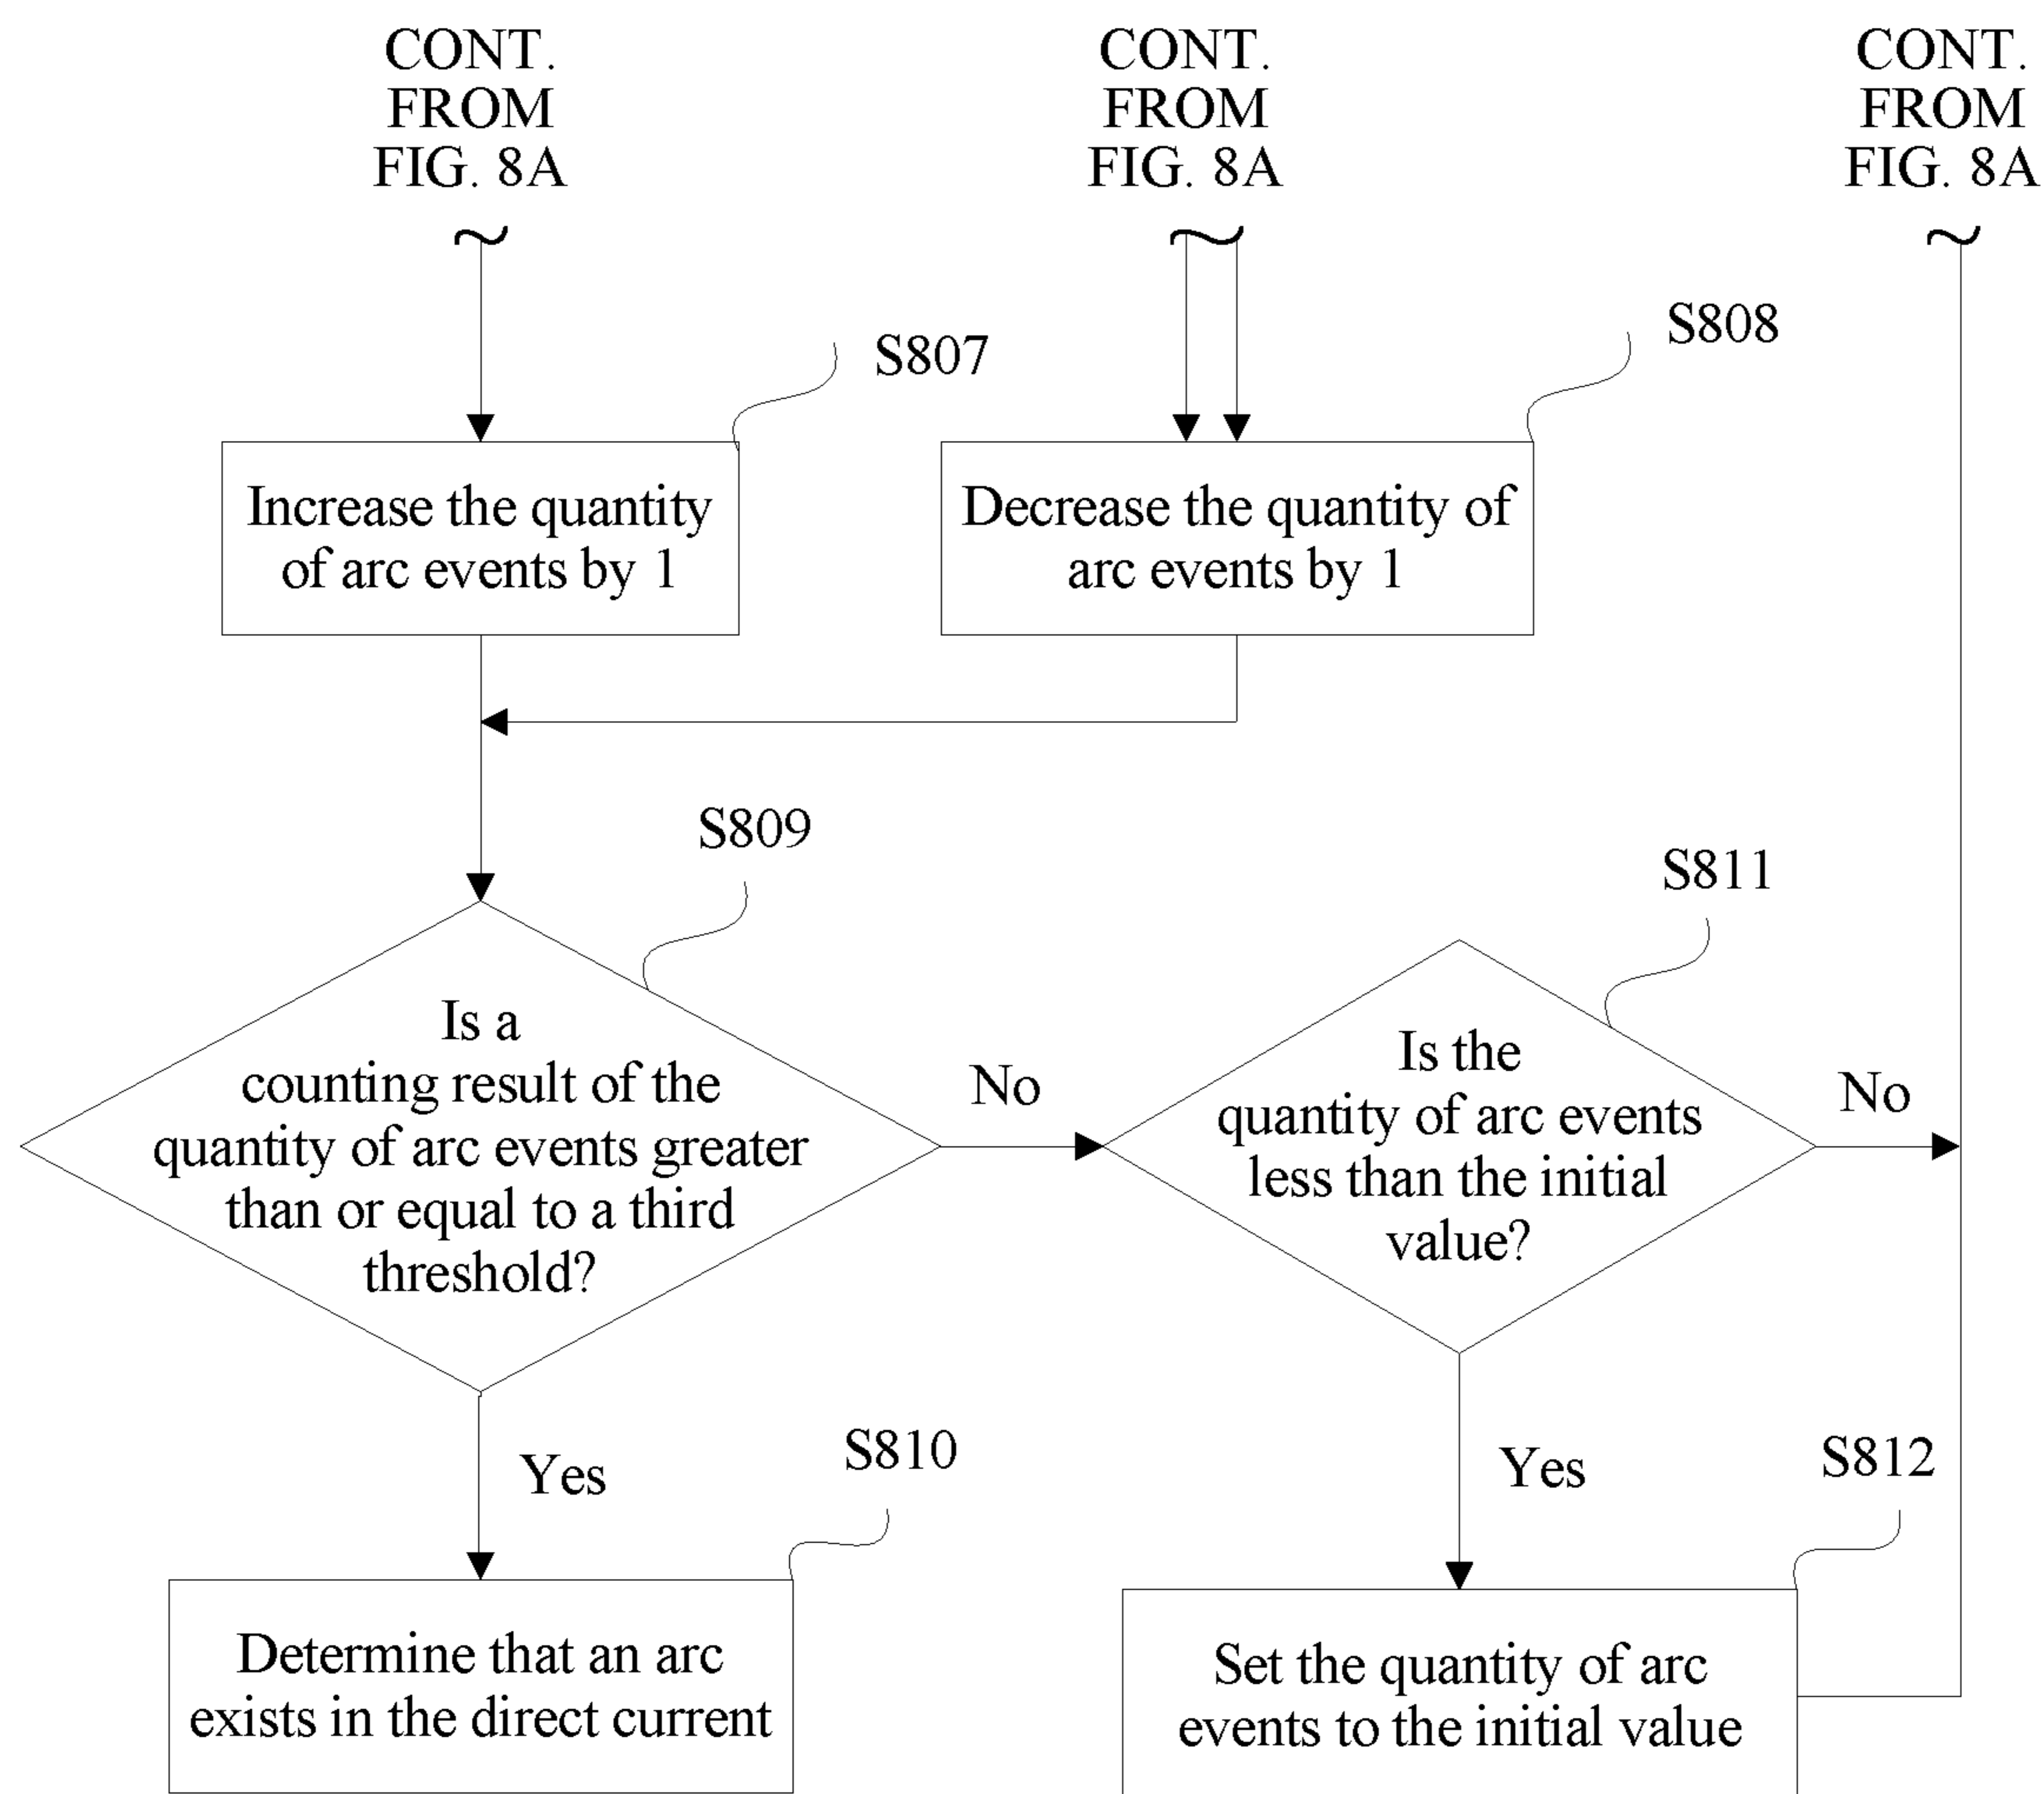 CONT.
FROM
FIG. 8A
CONT.
FROM
FIG. 8A
CONT.
FROM
FIG. 8A
S807
S808
Increase the quantity
of arc events by 1
Decrease the quantity of
arc events by 1
S809
S811
Is a
counting result of the
quantity of arc events greater
than or equal to a third
threshold?
No
Is the
quantity of arc events
less than the initial
value?
No
Yes
S810
Yes
S812
Determine that an arc
exists in the direct current
Set the quantity of arc
events to the initial value